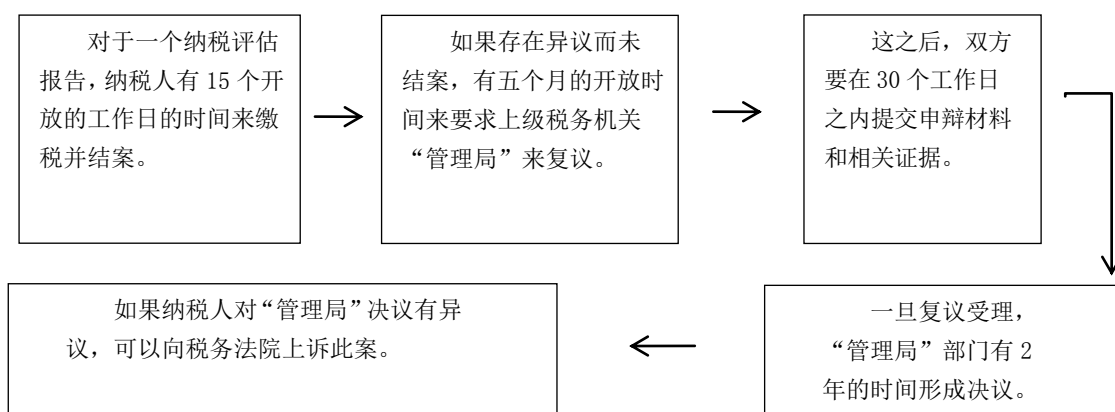 对于一个纳税评估
报告，纳税人有 15 个开
放的工作日的时间来缴
税并结案。
如果存在异议而未
结案，有五个月的开放时
间来要求上级税务机关
“管理局”来复议。
这之后，双方
要在 30 个工作日
之内提交申辩材料
和相关证据。
一旦复议受理，
“管理局”部门有 2
年的时间形成决议。
如果纳税人对“管理局”决议有异
议，可以向税务法院上诉此案。